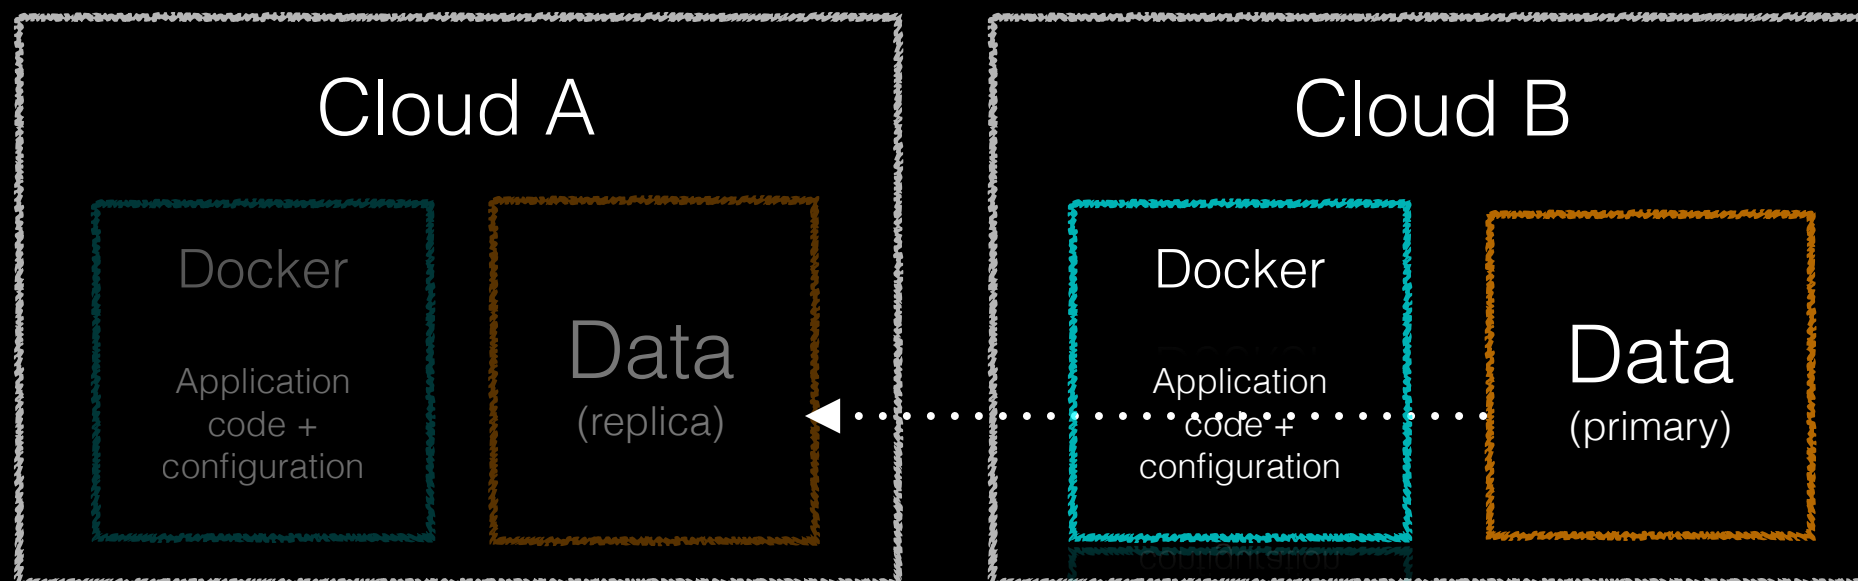 Cloud A
Docker
Application
code +
configuration
Data
(replica)
Cloud B
Docker
Application
code +
configuration
Data
(primary)